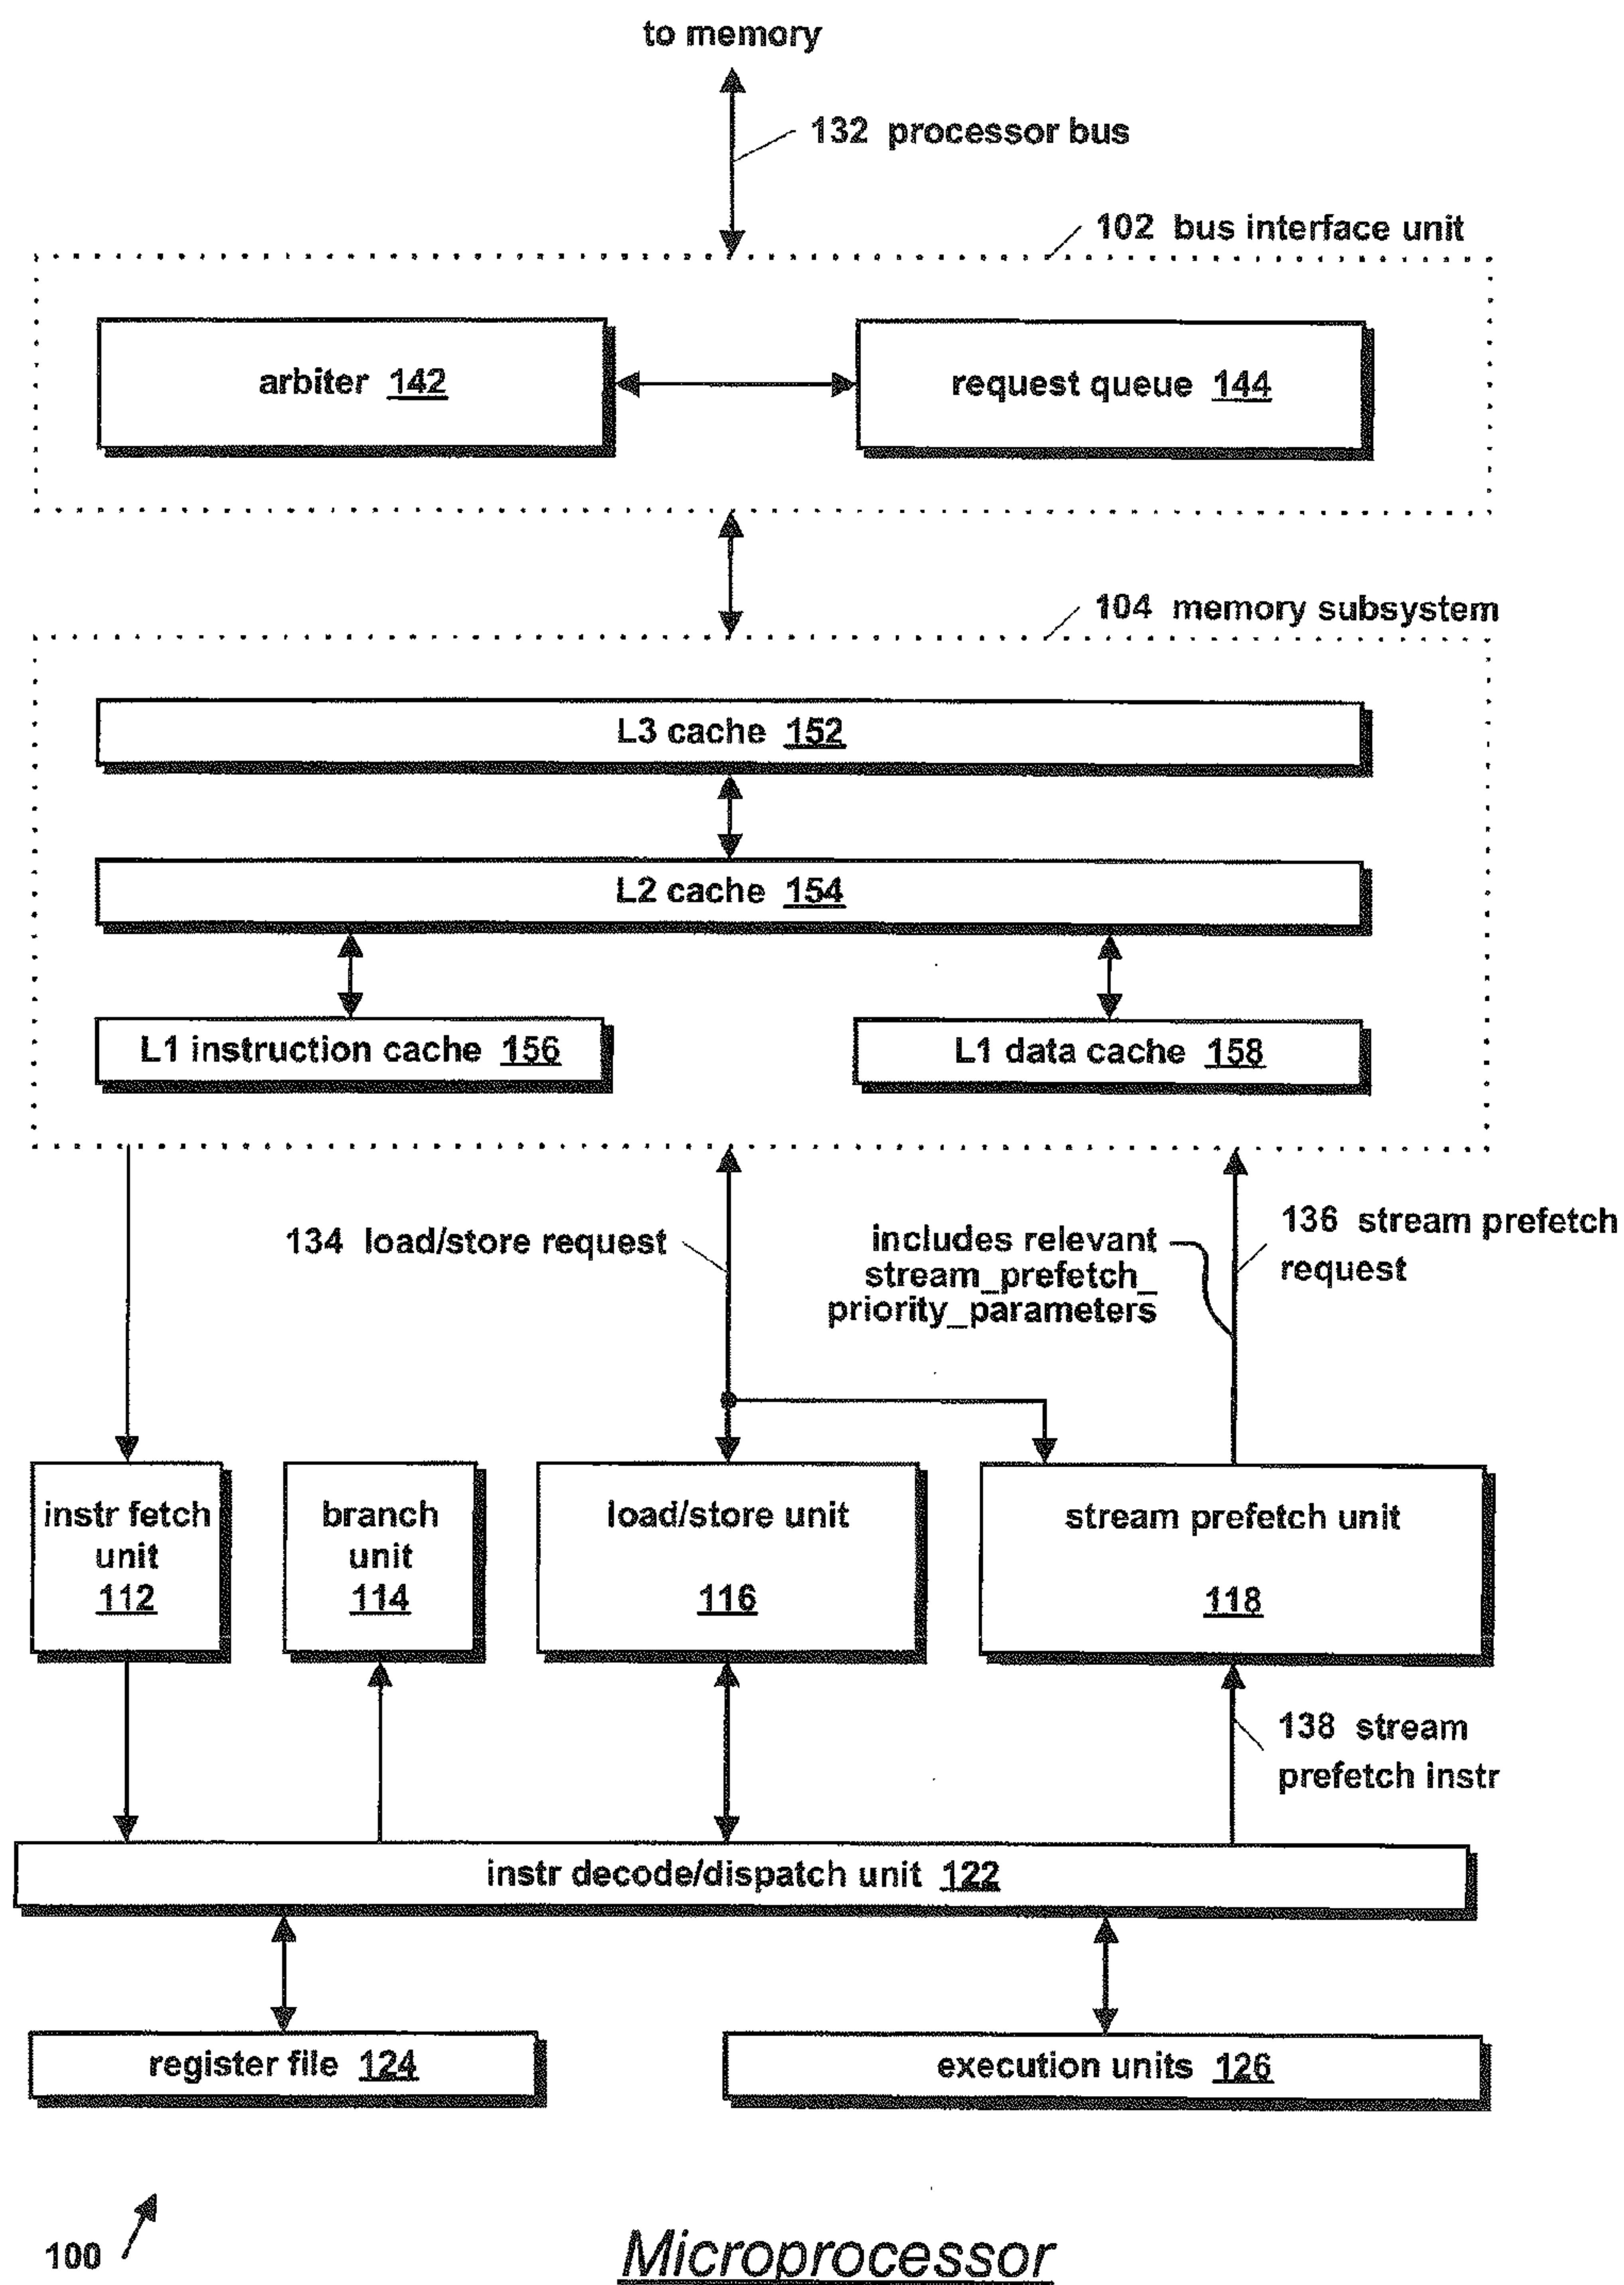 to memory
132 processor bus
102 bus interface unit
arbiter 142
request queue 144
104 memory subsystem
L3 cache 152
L2 cache 154
L1 instruction cache 156
L1 data cache 158
134 load/store request
includes relevant
stream_prefetch_
priority_parameters
136 stream prefetch
request
instr fetch
unit
112
branch
unit
114
load/store unit
116
stream prefetch unit
118
138 stream
prefetch instr
instr decode/dispatch unit 122
register file 124
execution units 126
100
Microprocessor